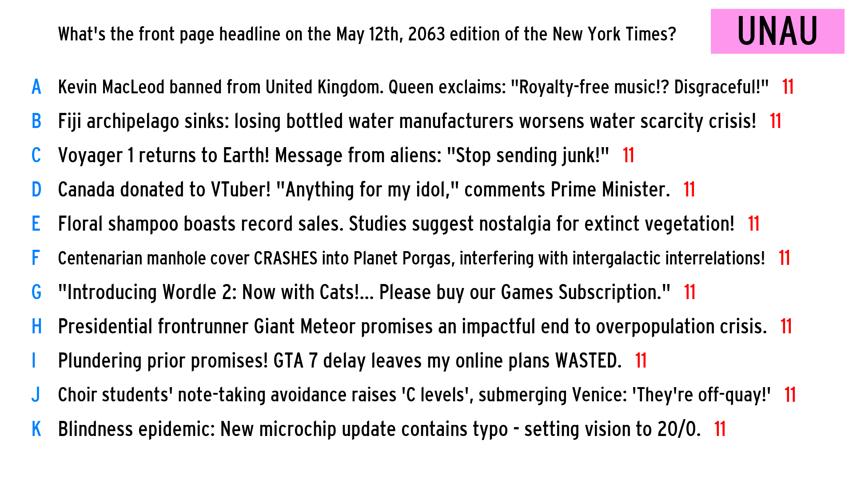 What's the front page headline on the May 12th, 2063 edition of the New York Times?
UNAU
A Kevin MacLeod banned from United Kingdom. Queen exclaims: "Royalty-free music!? Disgraceful!" 11
B Fiji archipelago sinks: losing bottled water manufacturers worsens water scarcity crisis! 11
C Voyager 1 returns to Earth! Message from aliens: "Stop sending junk!" 11
D Canada donated to VTuber! "Anything for my idol," comments Prime Minister. 11
E Floral shampoo boasts record sales. Studies suggest nostalgia for extinct vegetation! 11
F Centenarian manhole cover CRASHES into Planet Porgas, interfering with intergalactic interrelations! 11
G "Introducing Wordle 2: Now with Cats!... Please buy our Games Subscription." 11
H Presidential frontrunner Giant Meteor promises an impactful end to overpopulation crisis. 11
I Plundering prior promises! GTA 7 delay leaves my online plans WASTED. 11
J Choir students' note-taking avoidance raises 'C levels', submerging Venice: 'They're off-quay!' 11
K Blindness epidemic: New microchip update contains typo - setting vision to 20/0. 11